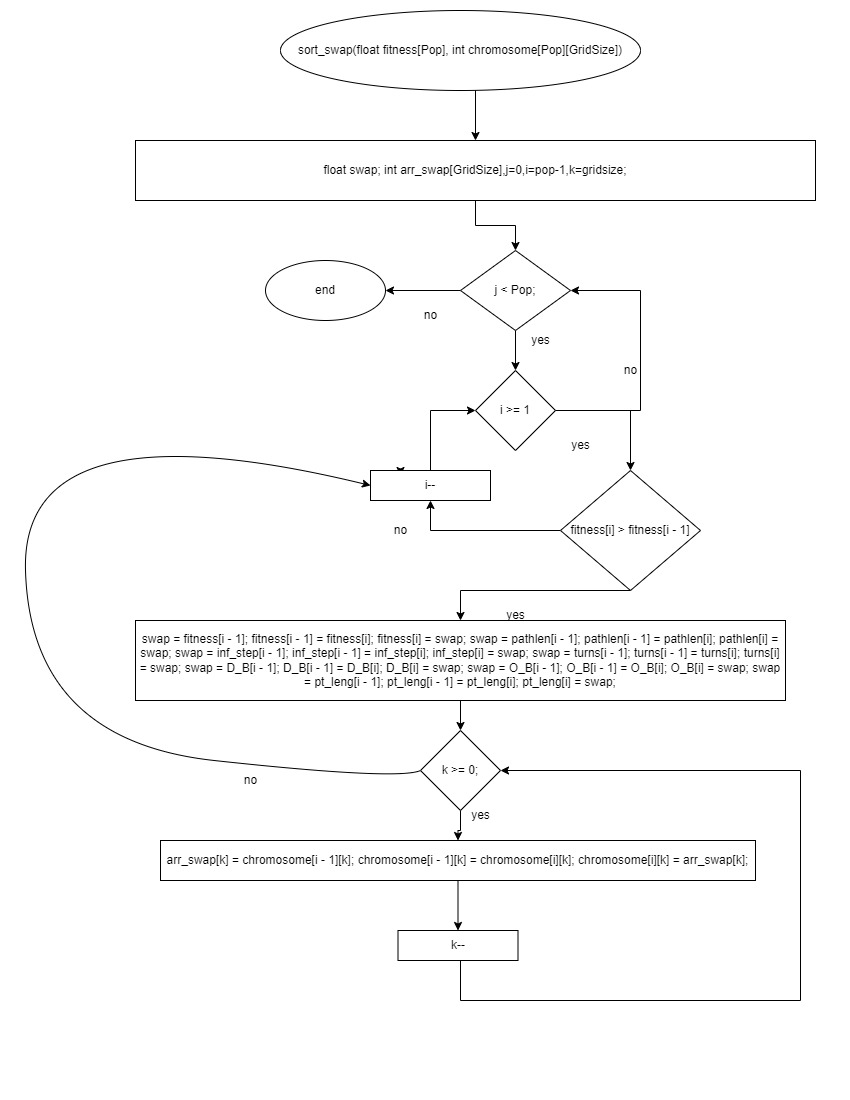 sort_swap(float fitness[Pop], int chromosome[Pop][GridSize])
float swap; int arr_swap[GridSize],j=0,i=pop-1,k=gridsize;
end
j < Pop;
no
yes
no
i >= 1
yes
i--
no
fitness[i] > fitness[i - 1]
yes
swap = fitness[i - 1]; fitness[i - 1] = fitness[i]; fitness[i] = swap; swap = pathlen[i - 1]; pathlen[i - 1] = pathlen[i]; pathlen[i] =
swap; swap = inf_step[i - 1]; inf_step[i - 1] = inf_step[i]; inf_step[i] = swap; swap = turns[i - 1]; turns[i - 1] = turns[i]; turns[i]
= swap; swap = D_B[i - 1]; D_B[i - 1] = D_B[i]; D_B[i] = swap; swap = O_B[i - 1]; O_B[i - 1] = O_B[i]; O_B[i] = swap; swap
= pt_leng[i - 1]; pt_leng[i - 1] = pt_leng[i]; pt_leng[i] = swap;
k >= 0;
no
yes
arr_swap[k] = chromosome[i - 1][k]; chromosome[i - 1][k] = chromosome[i][k]; chromosome[i][k] = arr_swap[k];
k--